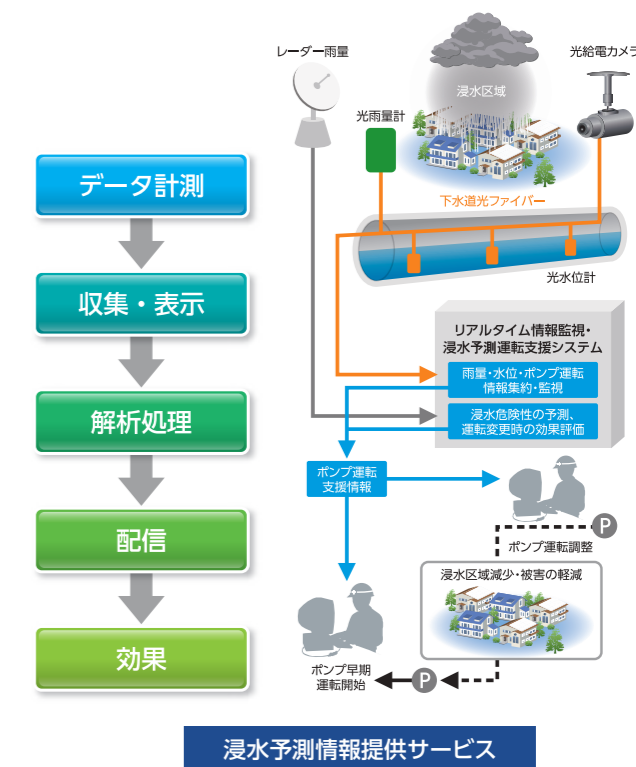 レーダー雨量
光給電カメラ
浸水区域
光雨量計
データ計測
下水道光ファイバー
収集・表示
光水位計
リアルタイム情報監視・
浸水予測運転支援システム
雨量・水位・ポンプ運転
情報集約・監視
解析処理
浸水危険性の予測、
運転変更時の効果評価
ポンプ運転
支援情報
配信
P
ポンプ運転調整
浸水区域減少・被害の軽減
効果
ポンプ早期
運転開始
P
浸水予測情報提供サービス